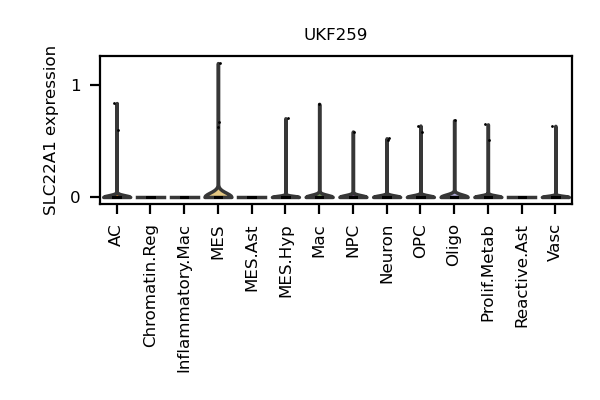 UKF259
SLC22A1 expression
1
0
AC
Chromatin.Reg
Inflammatory.Mac
MES
MES.Ast
MES.Hyp
Mac
NPC
Neuron
OPC
Oligo
Prolif.Metab
Reactive.Ast
Vasc